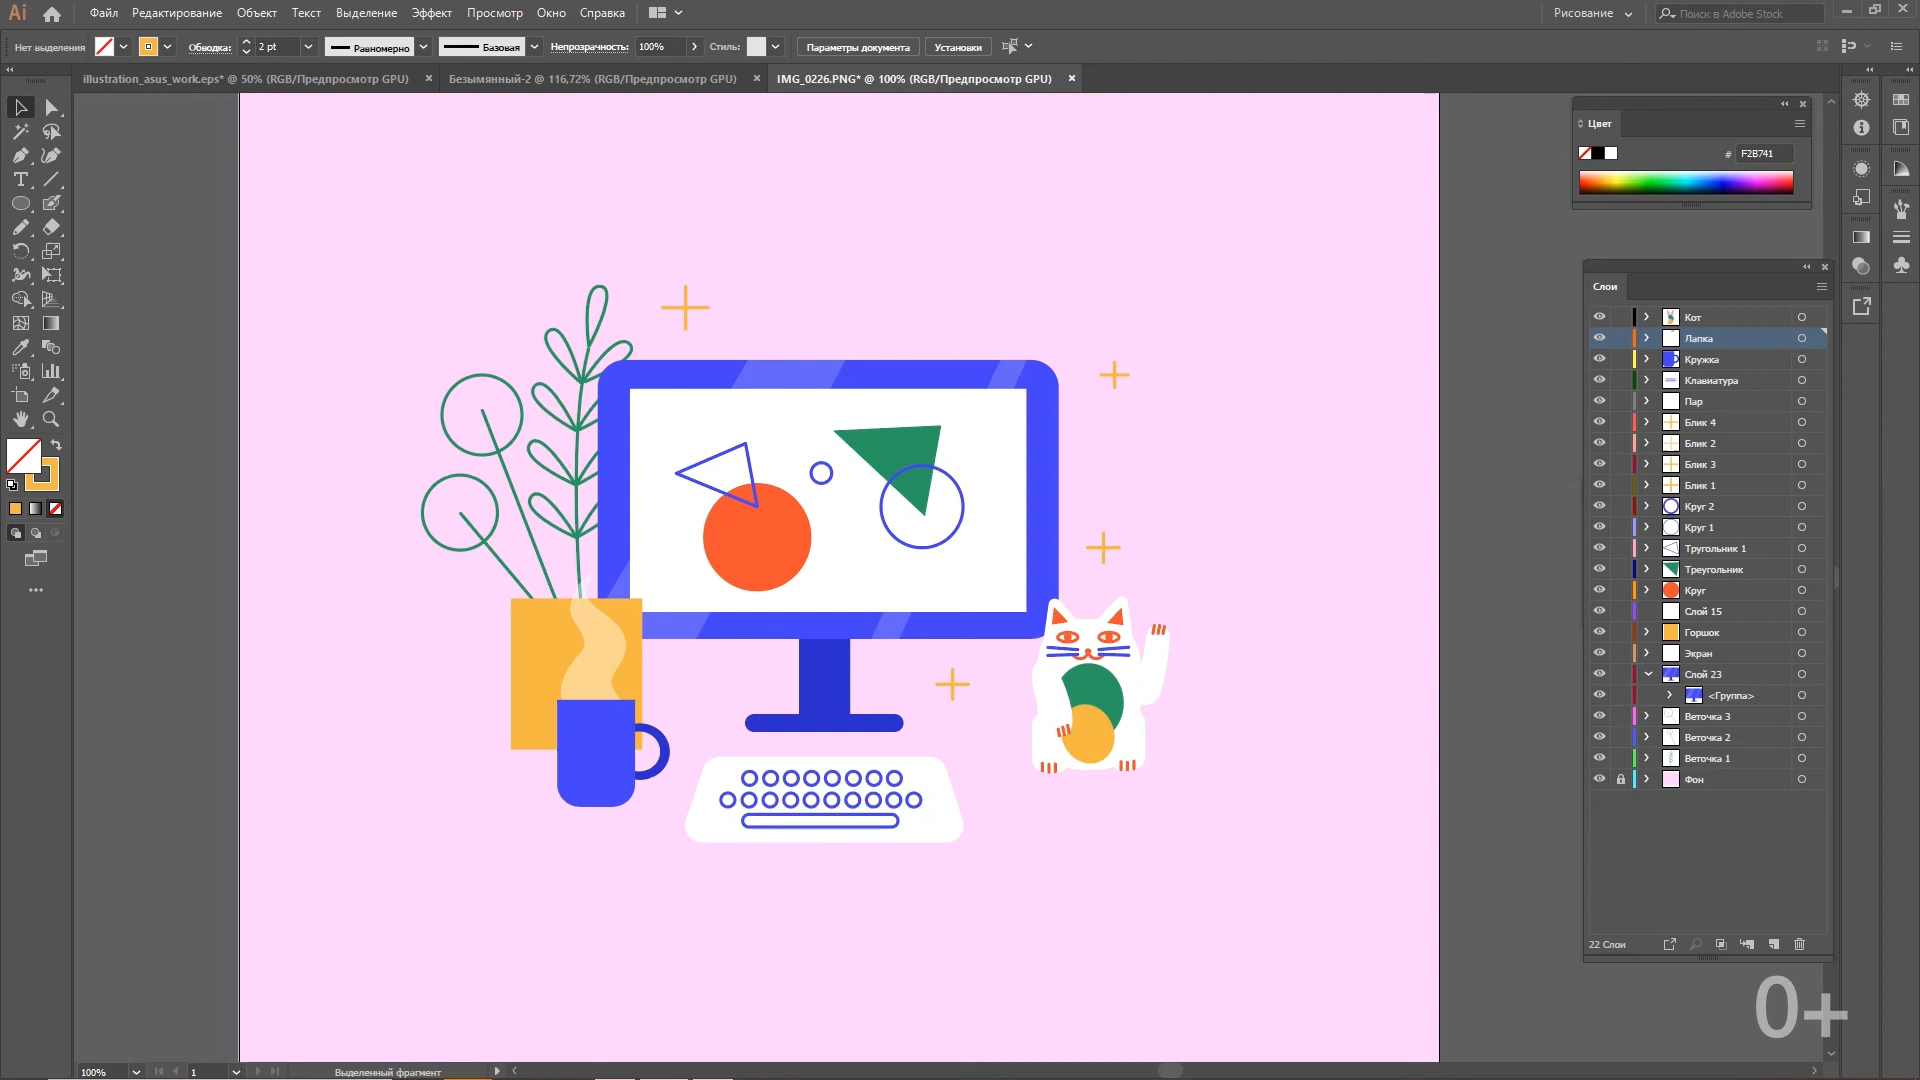 Ai Файл Редактирование Объект Текст Выделение Эффект Просмотр Окно Справка Рисование Поиск в Adobe Stock
Нет выделения Обводка: 2 pt Равномерно Базовая Непрозрачность: 100% Стиль: Параметры документа Установки
illustration_asus_work.eps* @ 50% (RGB/Предпросмотр GPU) × Безымянный-2 @ 116,72% (RGB/Предпросмотр GPU) × IMG_0226.PNG* @ 100% (RGB/Предпросмотр GPU) ×
Цвет
# F2B741
Слои
Кот
Лапка
Кружка
Клавиатура
Пар
Блик 4
Блик 2
Блик 3
Блик 1
Круг 2
Круг 1
Тругольник 1
Треугольник
Круг
Слой 15
Горшок
Экран
Слой 23
<Группа>
Веточка 3
Веточка 2
Веточка 1
Фон
22 Слои
0+
100% 1 Выделенный фрагмент